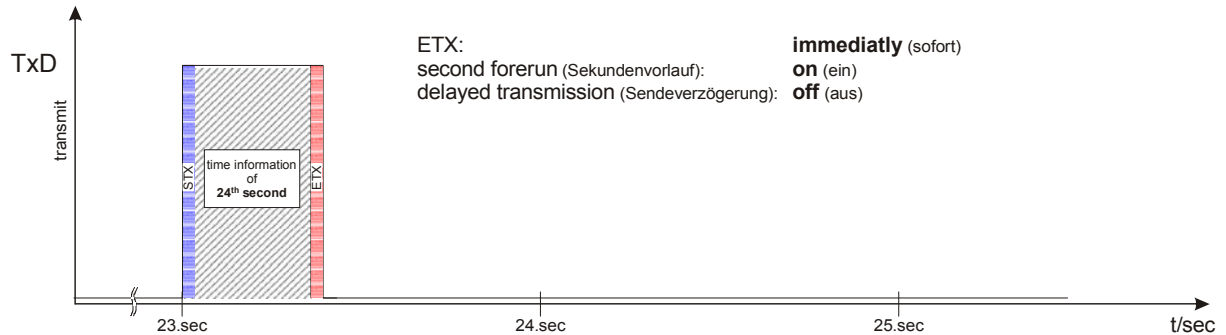 ETX: immediatly (sofort)
TxD
second forerun (Sekundenvorlauf): on (ein)
delayed transmission (Sendeverzögerung): off (aus)
transmit
STX
time information
of
24th second
ETX
23.sec 24.sec 25.sec t/sec